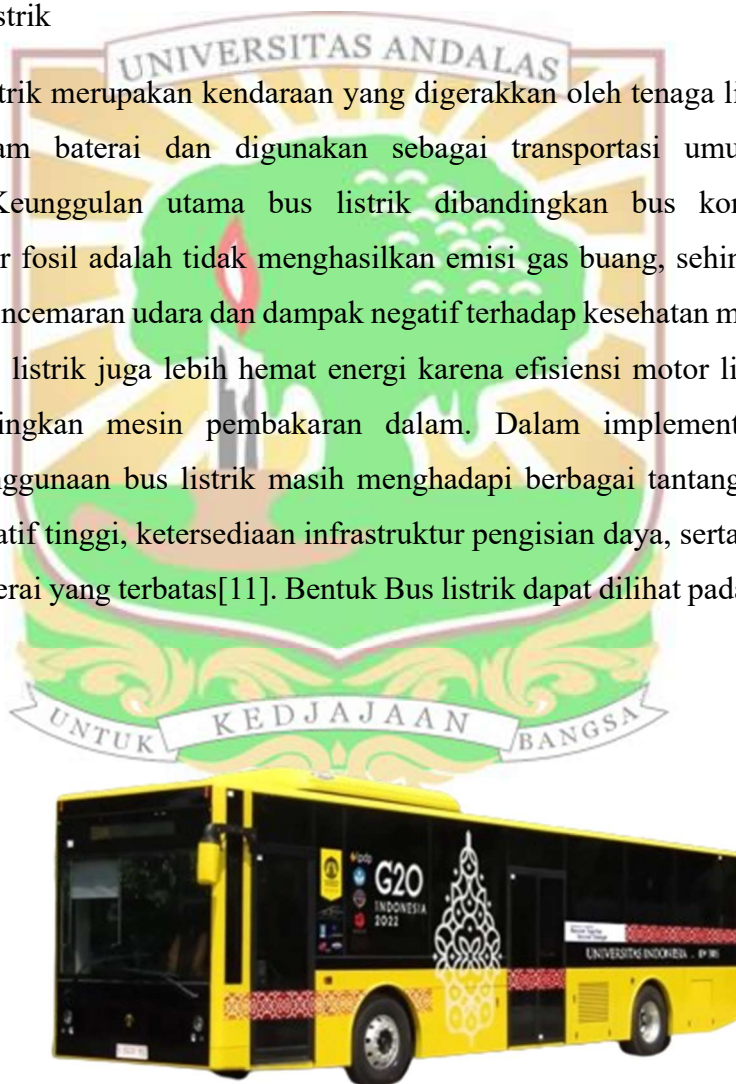 strik
UNIVERSITAS ANDALAS
trik merupakan kendaraan yang digerakkan oleh tenaga li
am baterai dan digunakan sebagai transportasi umu
Keunggulan utama bus listrik dibandingkan bus kor
r fosil adalah tidak menghasilkan emisi gas buang, sehin
ncemaran udara dan dampak negatif terhadap kesehatan m
listrik juga lebih hemat energi karena efisiensi motor li
ingkan mesin pembakaran dalam. Dalam implement
nggunaan bus listrik masih menghadapi berbagai tantang
atif tinggi, ketersediaan infrastruktur pengisian daya, serta
erai yang terbatas[11]. Bentuk Bus listrik dapat dilihat pada
UNTUK KEDJAJAAN BANGSA
lpdp
G20
INDONESIA
2022
UNIVERSITAS INDONESIA